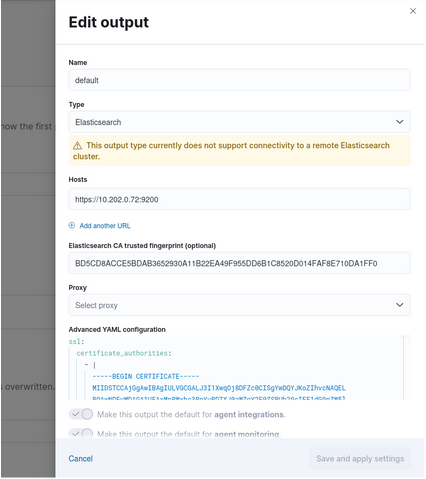 Edit output
Name
default
now the first
Type
Elasticsearch
This output type currently does not support connectivity to a remote Elasticsearch
cluster.
Hosts
https://10.202.0.72:9200
Add another URL
Elasticsearch CA trusted fingerprint (optional)
BD5CD8ACCE5BDAB3652930A11B22EA49F955DD6B1C8520D014FAF8E710DA1FF0
Proxy
Select proxy
Advanced YAML configuration
ssl:
certificate_authorities:
- |
-----BEGIN CERTIFICATE-----
s overwritten.
Make this output the default for agent integrations.
Make this output the default for agent monitoring.
Cancel
Save and apply settings